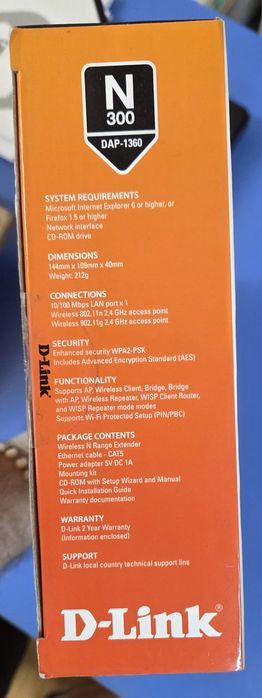 N
300
DAP-1360
SYSTEM REQUIREMENTS
Microsoft Internet Explorer 6 or higher, or
Firefox 1.5 or higher
Network interface
CD-ROM drive
DIMENSIONS
144mm x 109mm x 40mm
Weight: 212g
CONNECTIONS
10/100 Mbps LAN port x 1
Wireless 802.11n 2.4 GHz access point
Wireless 802.11g 2.4 GHz access point
SECURITY
Enhanced security WPA2-PSK
Includes Advanced Encryption Standard (AES)
D-Link
FUNCTIONALITY
Supports AP, Wireless Client, Bridge, Bridge
with AP, Wireless Repeater, WISP Client Router,
and WISP Repeater mode modes
Supports Wi-Fi Protected Setup (PIN/PBC)
PACKAGE CONTENTS
Wireless N Range Extender
Ethernet cable - CAT5
Power adapter 5V DC 1A
Mounting kit
CD-ROM with Setup Wizard and Manual
Quick Installation Guide
Warranty documentation
WARRANTY
D-Link 2 Year Warranty
(Information enclosed)
SUPPORT
D-Link local country technical support line
D-Link®